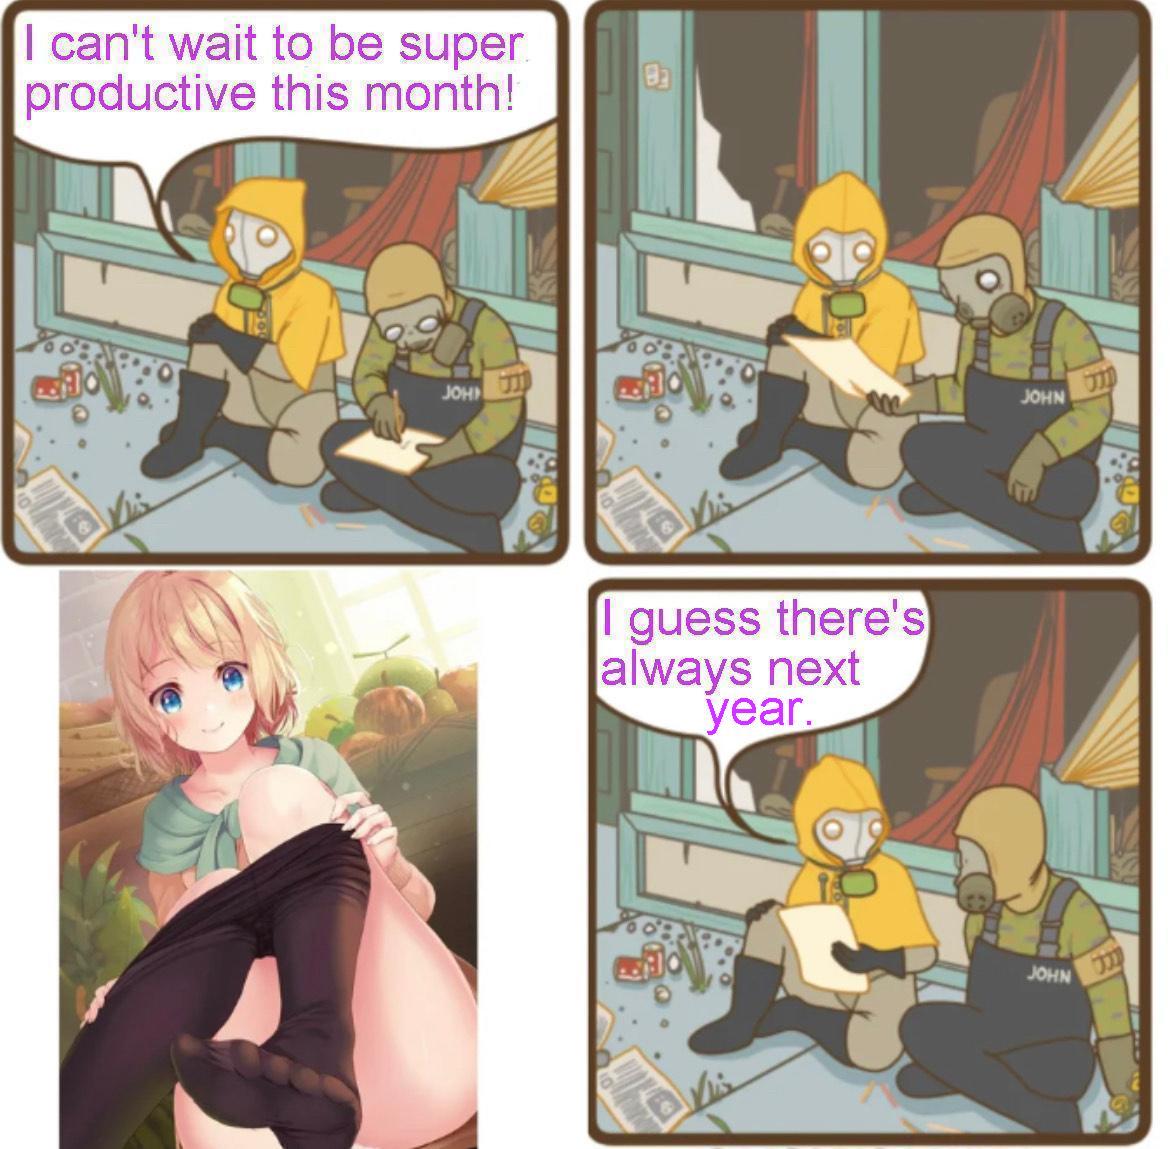 I can't wait to be super
productive this month!
JOHN
JOHN
I guess there's
always next
year.
JOHN